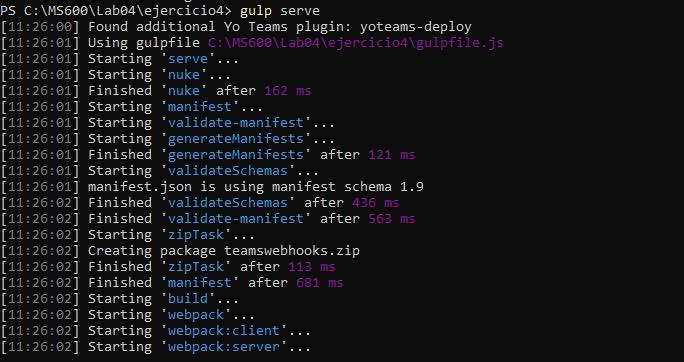 PS C:\MS600\Lab04\ejercicio4> gulp serve
[11:26:00] Found additional Yo Teams plugin: yoteams-deploy
[11:26:01] Using gulpfile C:\MS600\Lab04\ejercicio4\gulpfile.js
[11:26:01] Starting 'serve'...
[11:26:01] Starting 'nuke'...
[11:26:01] Finished 'nuke' after 162 ms
[11:26:01] Starting 'manifest'...
[11:26:01] Starting 'validate-manifest'...
[11:26:01] Starting 'generateManifests'...
[11:26:01] Finished 'generateManifests' after 121 ms
[11:26:01] Starting 'validateSchemas'...
[11:26:01] manifest.json is using manifest schema 1.9
[11:26:02] Finished 'validateSchemas' after 436 ms
[11:26:02] Finished 'validate-manifest' after 563 ms
[11:26:02] Starting 'zipTask'...
[11:26:02] Creating package teamswebhooks.zip
[11:26:02] Finished 'zipTask' after 113 ms
[11:26:02] Finished 'manifest' after 681 ms
[11:26:02] Starting 'build'...
[11:26:02] Starting 'webpack'...
[11:26:02] Starting 'webpack:client'...
[11:26:02] Starting 'webpack:server'...